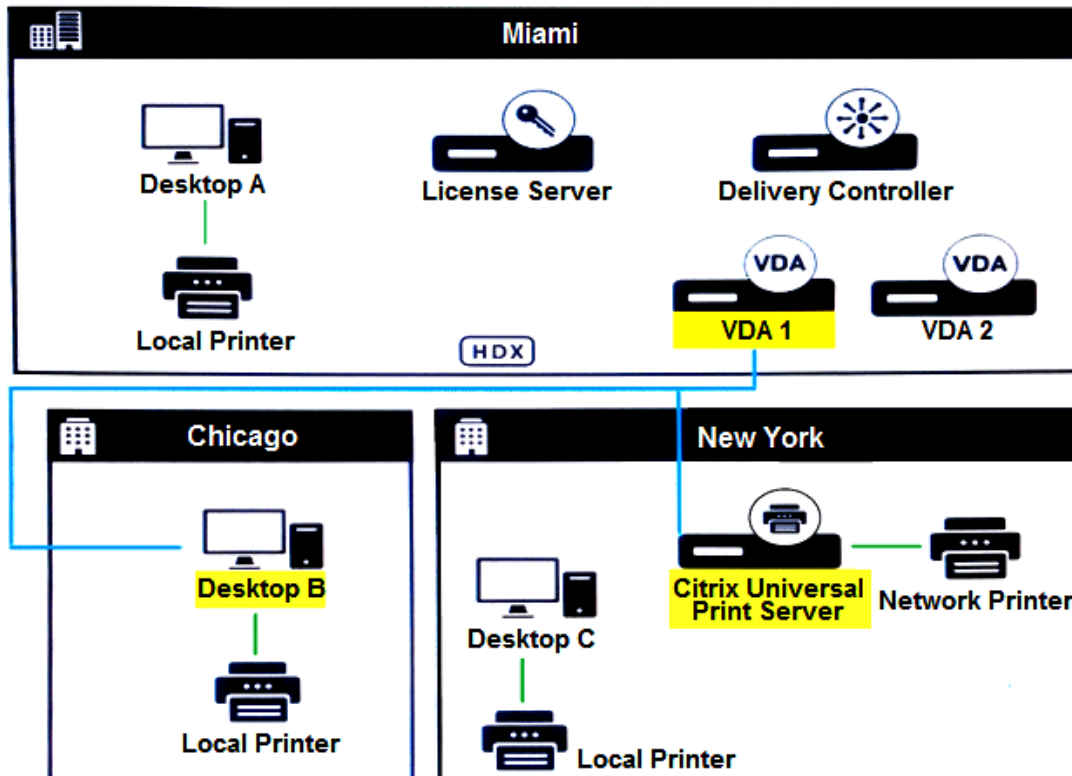 Miami
Desktop A
License Server
Delivery Controller
Local Printer
VDA
VDA 1
VDA
VDA 2
HDX
Chicago
New York
Desktop B
Citrix Universal
Print Server
Network Printer
Desktop C
Local Printer
Local Printer